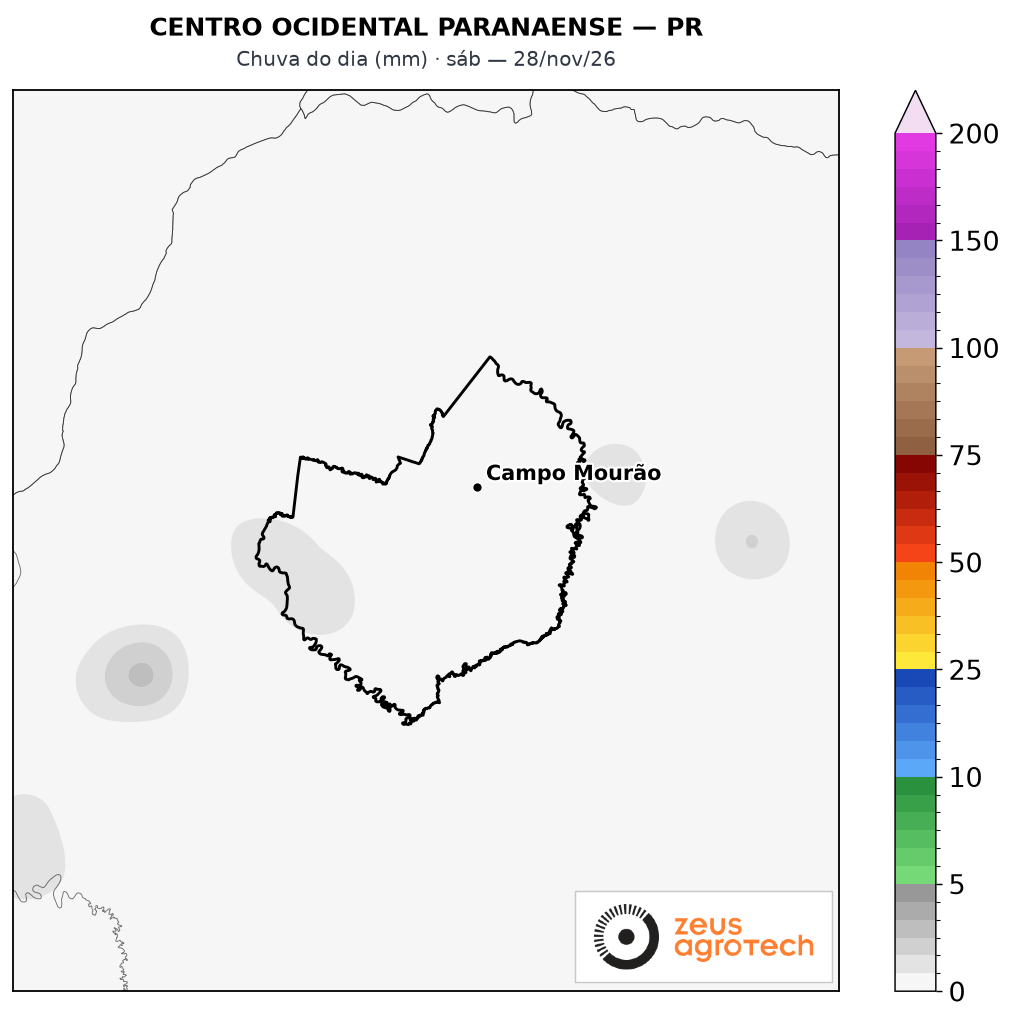 CENTRO OCIDENTAL PARANAENSE — PR
Chuva do dia (mm) · sáb — 28/nov/26
200
150
100
75
50
25
10
5
0
Campo Mourão
zeus
agrotech